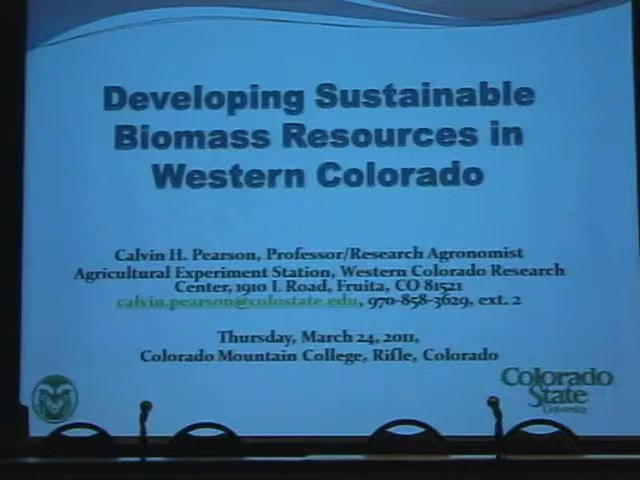 Developing Sustainable
Biomass Resources in
Western Colorado
Calvin H. Pearson, Professor/Research Agronomist
Agricultural Experiment Station, Western Colorado Research
Center, 1910 L Road, Fruita, CO 81521
calvin.pearson@colostate.edu, 970-858-3629, ext. 2
Thursday, March 24, 2011,
Colorado Mountain College, Rifle, Colorado
Colorado
State
University